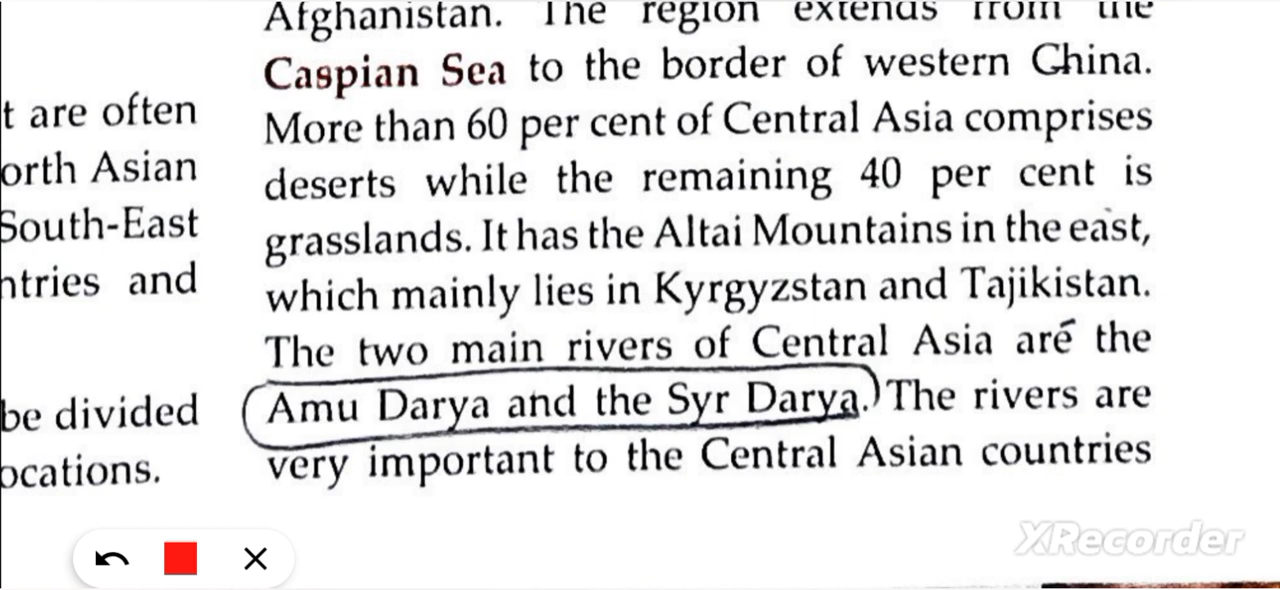 t are often
orth Asian
South-East
ntries and
be divided
ocations.
Afghanistan. The region extends from the
Caspian Sea to the border of western China.
More than 60 per cent of Central Asia comprises
deserts while the remaining 40 per cent is
grasslands. It has the Altai Mountains in the east,
which mainly lies in Kyrgyzstan and Tajikistan.
The two main rivers of Central Asia are the
Amu Darya and the Syr Darya. The rivers are
very important to the Central Asian countries
XRecorder